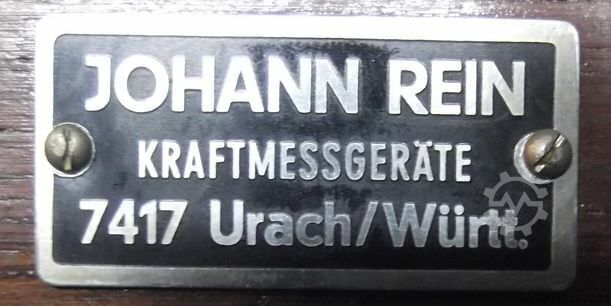 JOHANN REIN
KRAFTMESSGERÄTE
7417 Urach/Württ.